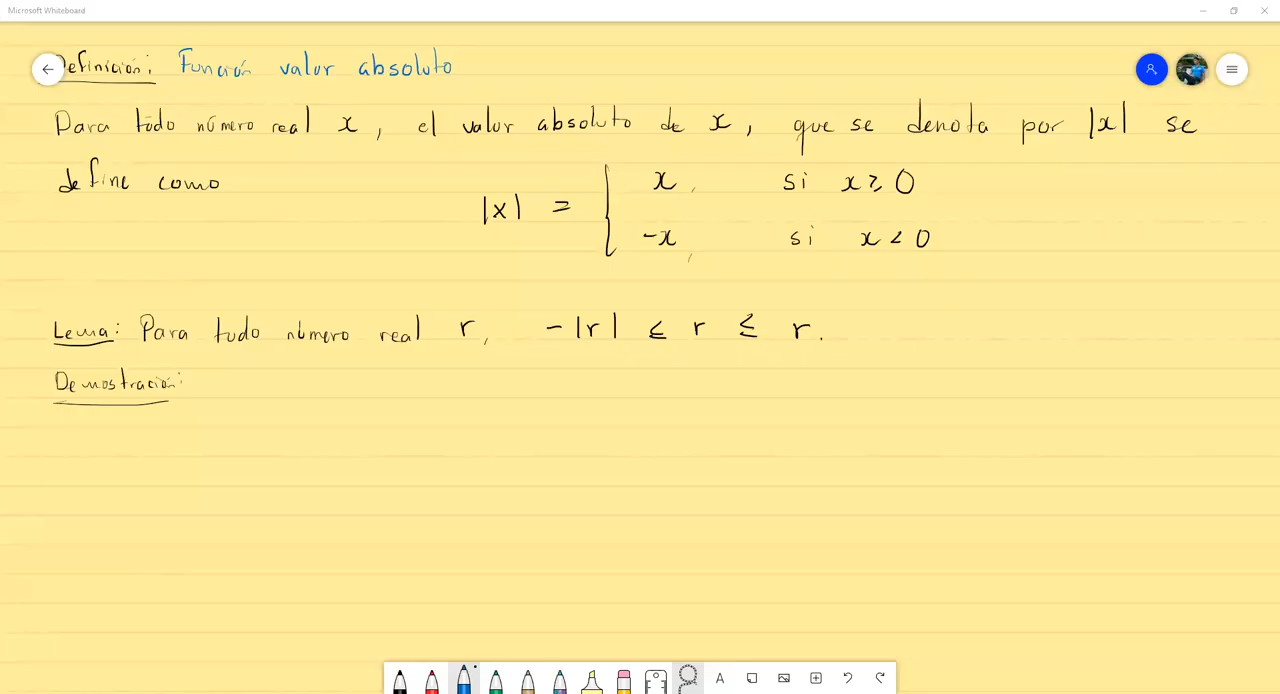 Microsoft Whiteboard
Definición: Función valor absoluto
Para todo número real x, el valor absoluto de x, que se denota por |x| se
define como
|x| = { x, si x ≥ 0
-x, si x < 0
Lema: Para todo número real r, -|r| ≤ r ≤ r.
Demostración: